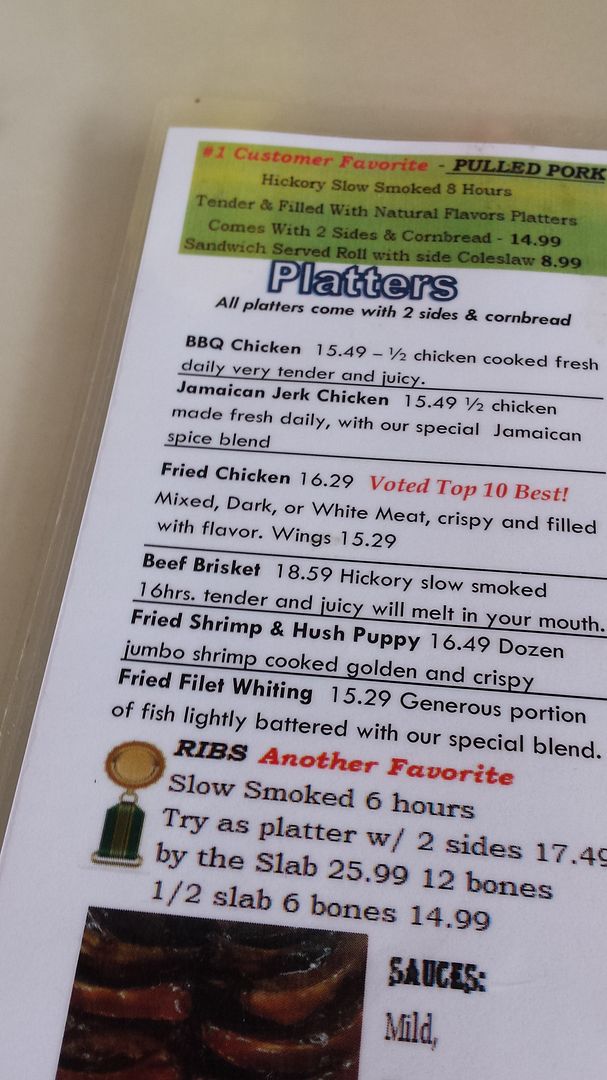 #1 Customer Favorite - PULLED PORK
Hickory Slow Smoked 8 Hours
Tender & Filled With Natural Flavors Platters
Comes With 2 Sides & Cornbread - 14.99
Sandwich Served Roll with side Coleslaw 8.99
Platters
All platters come with 2 sides & cornbread
BBQ Chicken 15.49 – ½ chicken cooked fresh
daily very tender and juicy.
Jamaican Jerk Chicken 15.49 ½ chicken
made fresh daily, with our special Jamaican
spice blend
Fried Chicken 16.29 Voted Top 10 Best!
Mixed, Dark, or White Meat, crispy and filled
with flavor. Wings 15.29
Beef Brisket 18.59 Hickory slow smoked
16hrs. tender and juicy will melt in your mouth.
Fried Shrimp & Hush Puppy 16.49 Dozen
jumbo shrimp cooked golden and crispy
Fried Filet Whiting 15.29 Generous portion
of fish lightly battered with our special blend.
RIBS Another Favorite
Slow Smoked 6 hours
Try as platter w/ 2 sides 17.49
by the Slab 25.99 12 bones
1/2 slab 6 bones 14.99
SAUCES:
Mild,